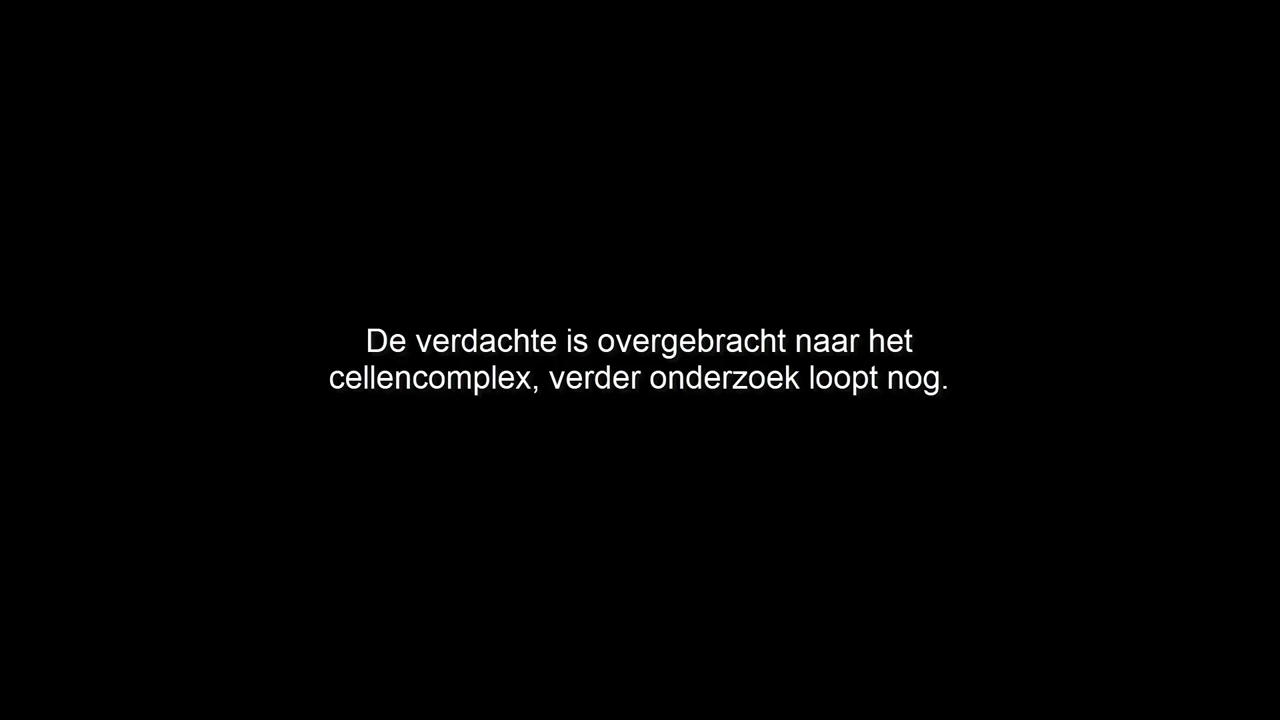 De verdachte is overgebracht naar het
cellencomplex, verder onderzoek loopt nog.